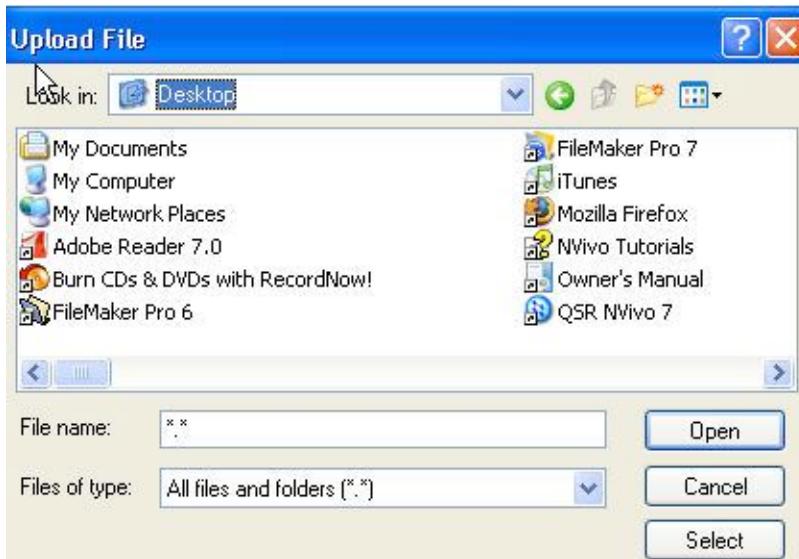 Upload File
Look in: Desktop
My Documents
My Computer
My Network Places
Adobe Reader 7.0
Burn CDs & DVDs with RecordNow!
FileMaker Pro 6
FileMaker Pro 7
iTunes
Mozilla Firefox
NVivo Tutorials
Owner's Manual
QSR NVivo 7
File name: *.*
Open
Files of type: All files and folders (*.*)
Cancel
Select